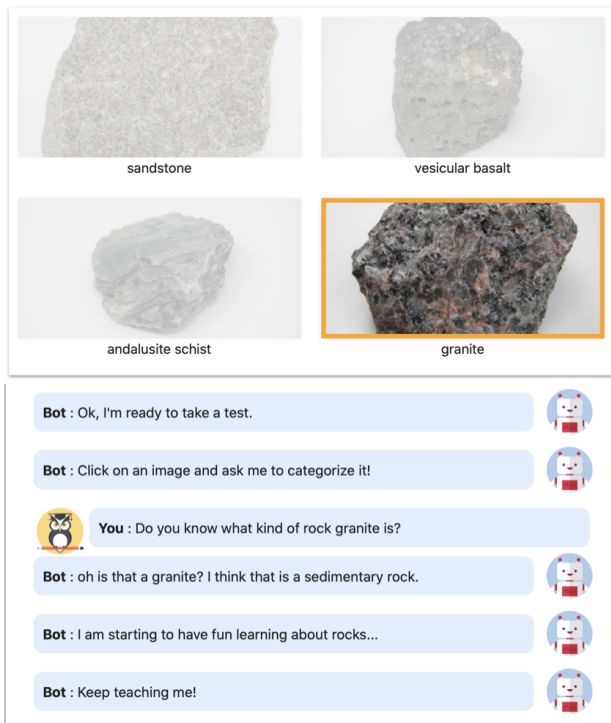 sandstone
vesicular basalt
andalusite schist
granite
Bot : Ok, I'm ready to take a test.
Bot : Click on an image and ask me to categorize it!
You : Do you know what kind of rock granite is?
Bot : oh is that a granite? I think that is a sedimentary rock.
Bot : I am starting to have fun learning about rocks...
Bot : Keep teaching me!